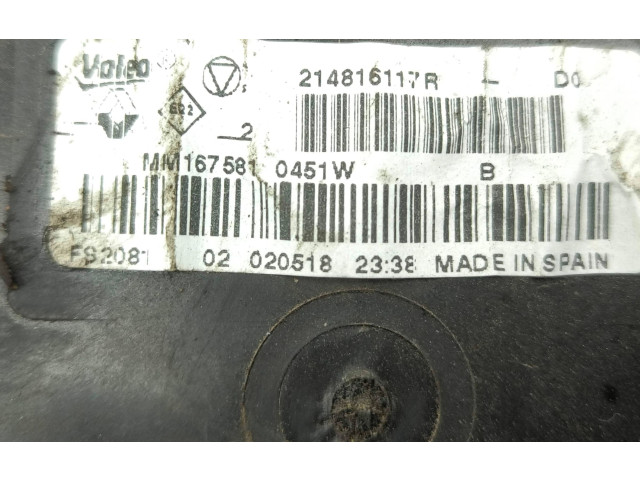 Valeo
214816117R - D0
2
MM167581 0451W B
FS2081 02 020518 23:38 MADE IN SPAIN